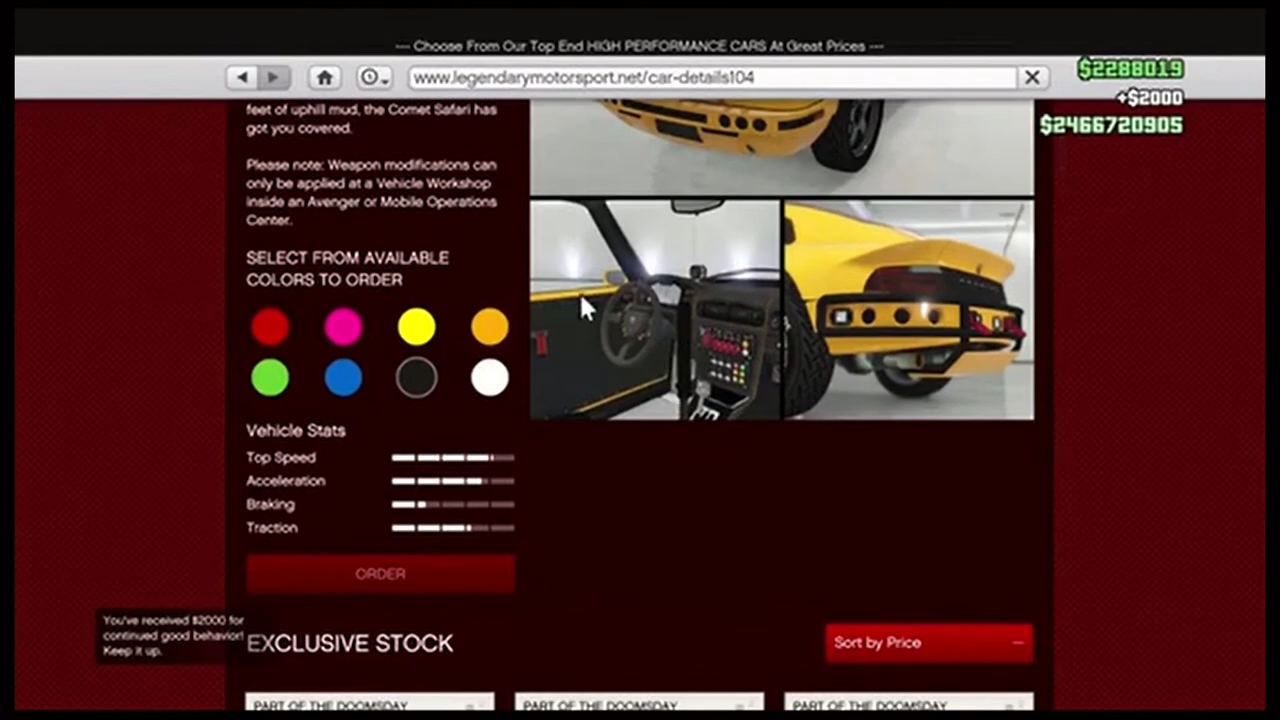 --- Choose From Our Top End HIGH PERFORMANCE CARS At Great Prices ---
www.legendarymotorsport.net/car-details104
$2288019
+$2000
$2466720905
feet of uphill mud, the Comet Safari has
got you covered.
Please note: Weapon modifications can
only be applied at a Vehicle Workshop
inside an Avenger or Mobile Operations
Center.
SELECT FROM AVAILABLE
COLORS TO ORDER
Vehicle Stats
Top Speed
Acceleration
Braking
Traction
ORDER
You've received $2000 for
continued good behavior!
Keep it up.
EXCLUSIVE STOCK
Sort by Price
PART OF THE DOOMSDAY
PART OF THE DOOMSDAY
PART OF THE DOOMSDAY